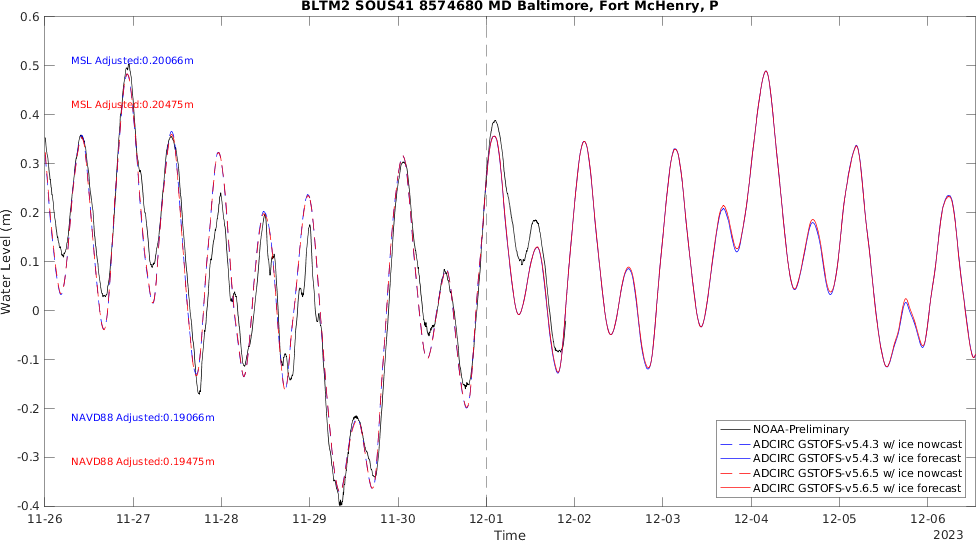 BLTM2 SOUS41 8574680 MD Baltimore, Fort McHenry, P
0.6
0.5
0.4
0.3
0.2
0.1
0
-0.1
-0.2
-0.3
-0.4
Water Level (m)
MSL Adjusted:0.20066m
MSL Adjusted:0.20475m
NAVD88 Adjusted:0.19066m
NAVD88 Adjusted:0.19475m
NOAA-Preliminary
ADCIRC GSTOFS-v5.4.3 w/ ice nowcast
ADCIRC GSTOFS-v5.4.3 w/ ice forecast
ADCIRC GSTOFS-v5.6.5 w/ ice nowcast
ADCIRC GSTOFS-v5.6.5 w/ ice forecast
11-26 11-27 11-28 11-29 11-30 12-01 12-02 12-03 12-04 12-05 12-06
Time
2023